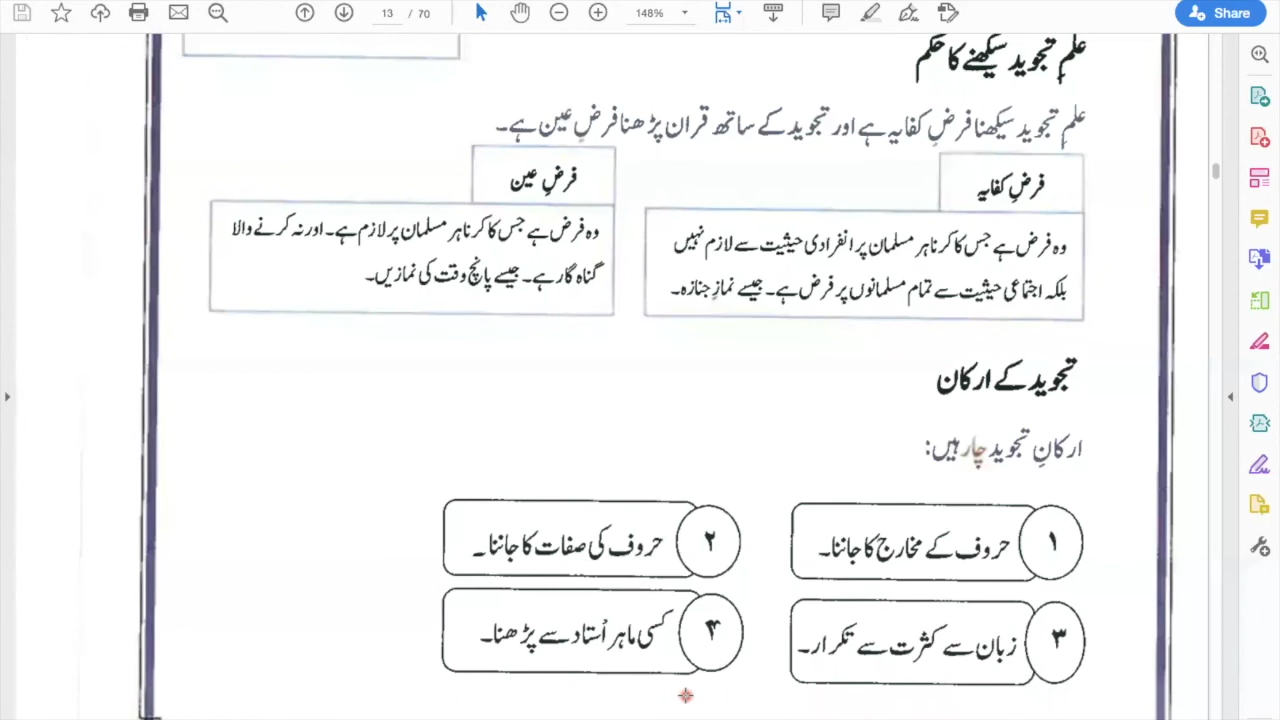 13 / 70
148%
Share
علمِ تجوید سیکھنے کا حکم
علمِ تجوید سیکھنا فرضِ کفایہ ہے اور تجوید کے ساتھ قران پڑھنا فرضِ عین ہے۔
فرضِ کفایہ
وہ فرض ہے جس کا کرنا ہر مسلمان پر انفرادی حیثیت سے لازم نہیں
بلکہ اجتماعی حیثیت سے تمام مسلمانوں پر فرض ہے۔ جیسے نمازِ جنازہ۔
فرضِ عین
وہ فرض ہے جس کا کرنا ہر مسلمان پر لازم ہے۔ اور نہ کرنے والا
گناہ گار ہے۔ جیسے پانچ وقت کی نمازیں۔
تجوید کے ارکان
ارکانِ تجوید چار ہیں:
۱ حروف کے مخارج کا جاننا۔
۲ حروف کی صفات کا جاننا۔
۳ زبان سے کثرت سے تکرار۔
۴ کسی ماہر اُستاد سے پڑھنا۔